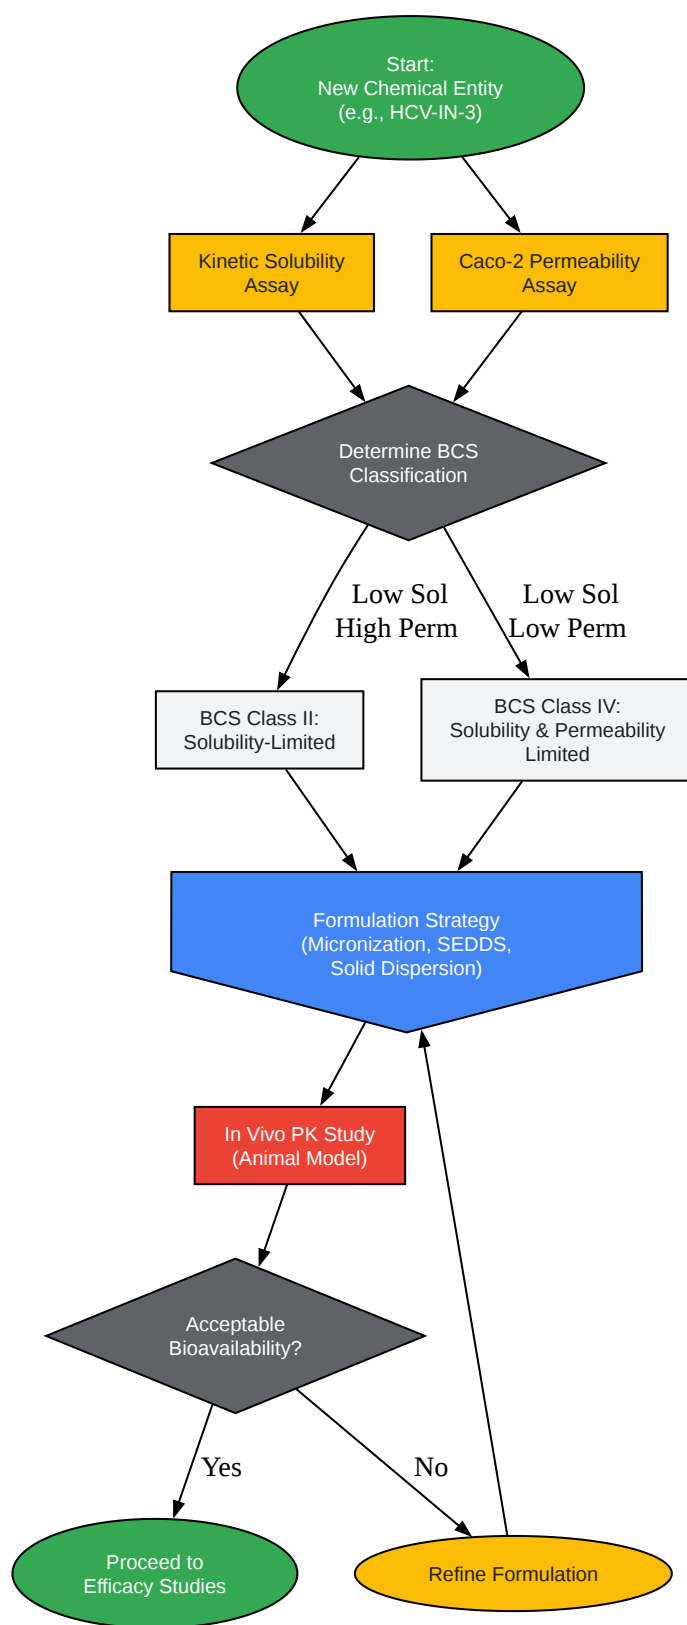 Start:
New Chemical Entity
(e.g., HCV-IN-3)
Kinetic Solubility
Assay
Caco-2 Permeability
Assay
Determine BCS
Classification
Low Sol
High Perm
Low Sol
Low Perm
BCS Class II:
Solubility-Limited
BCS Class IV:
Solubility & Permeability
Limited
Formulation Strategy
(Micronization, SEDDS,
Solid Dispersion)
In Vivo PK Study
(Animal Model)
Acceptable
Bioavailability?
Yes
No
Proceed to
Efficacy Studies
Refine Formulation